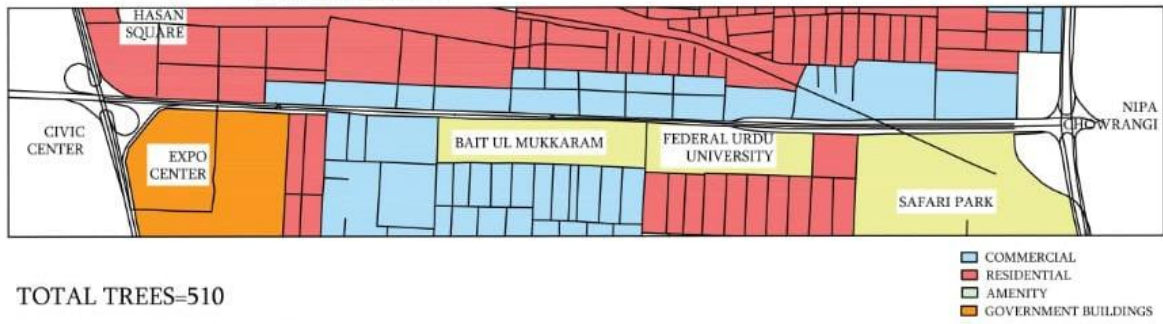 HASAN
SQUARE
CIVIC
CENTER
EXPO
CENTER
BAIT UL MUKKARAM
FEDERAL URDU
UNIVERSITY
NIPA
CHOWRANGI
SAFARI PARK
COMMERCIAL
RESIDENTIAL
AMENITY
GOVERNMENT BUILDINGS
TOTAL TREES=510